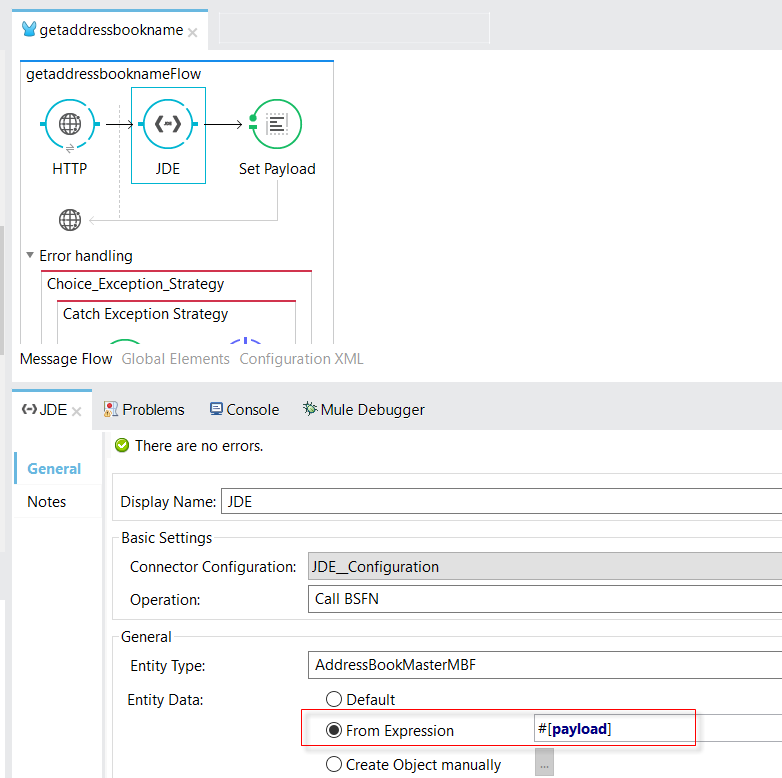 getaddressbookname
getaddressbooknameFlow
HTTP JDE Set Payload
Error handling
Choice_Exception_Strategy
Catch Exception Strategy
Message Flow Global Elements Configuration XML
JDE Problems Console Mule Debugger
There are no errors.
General
Notes
Display Name: JDE
Basic Settings
Connector Configuration: JDE__Configuration
Operation: Call BSFN
General
Entity Type: AddressBookMasterMBF
Entity Data: Default
From Expression #[payload]
Create Object manually ...